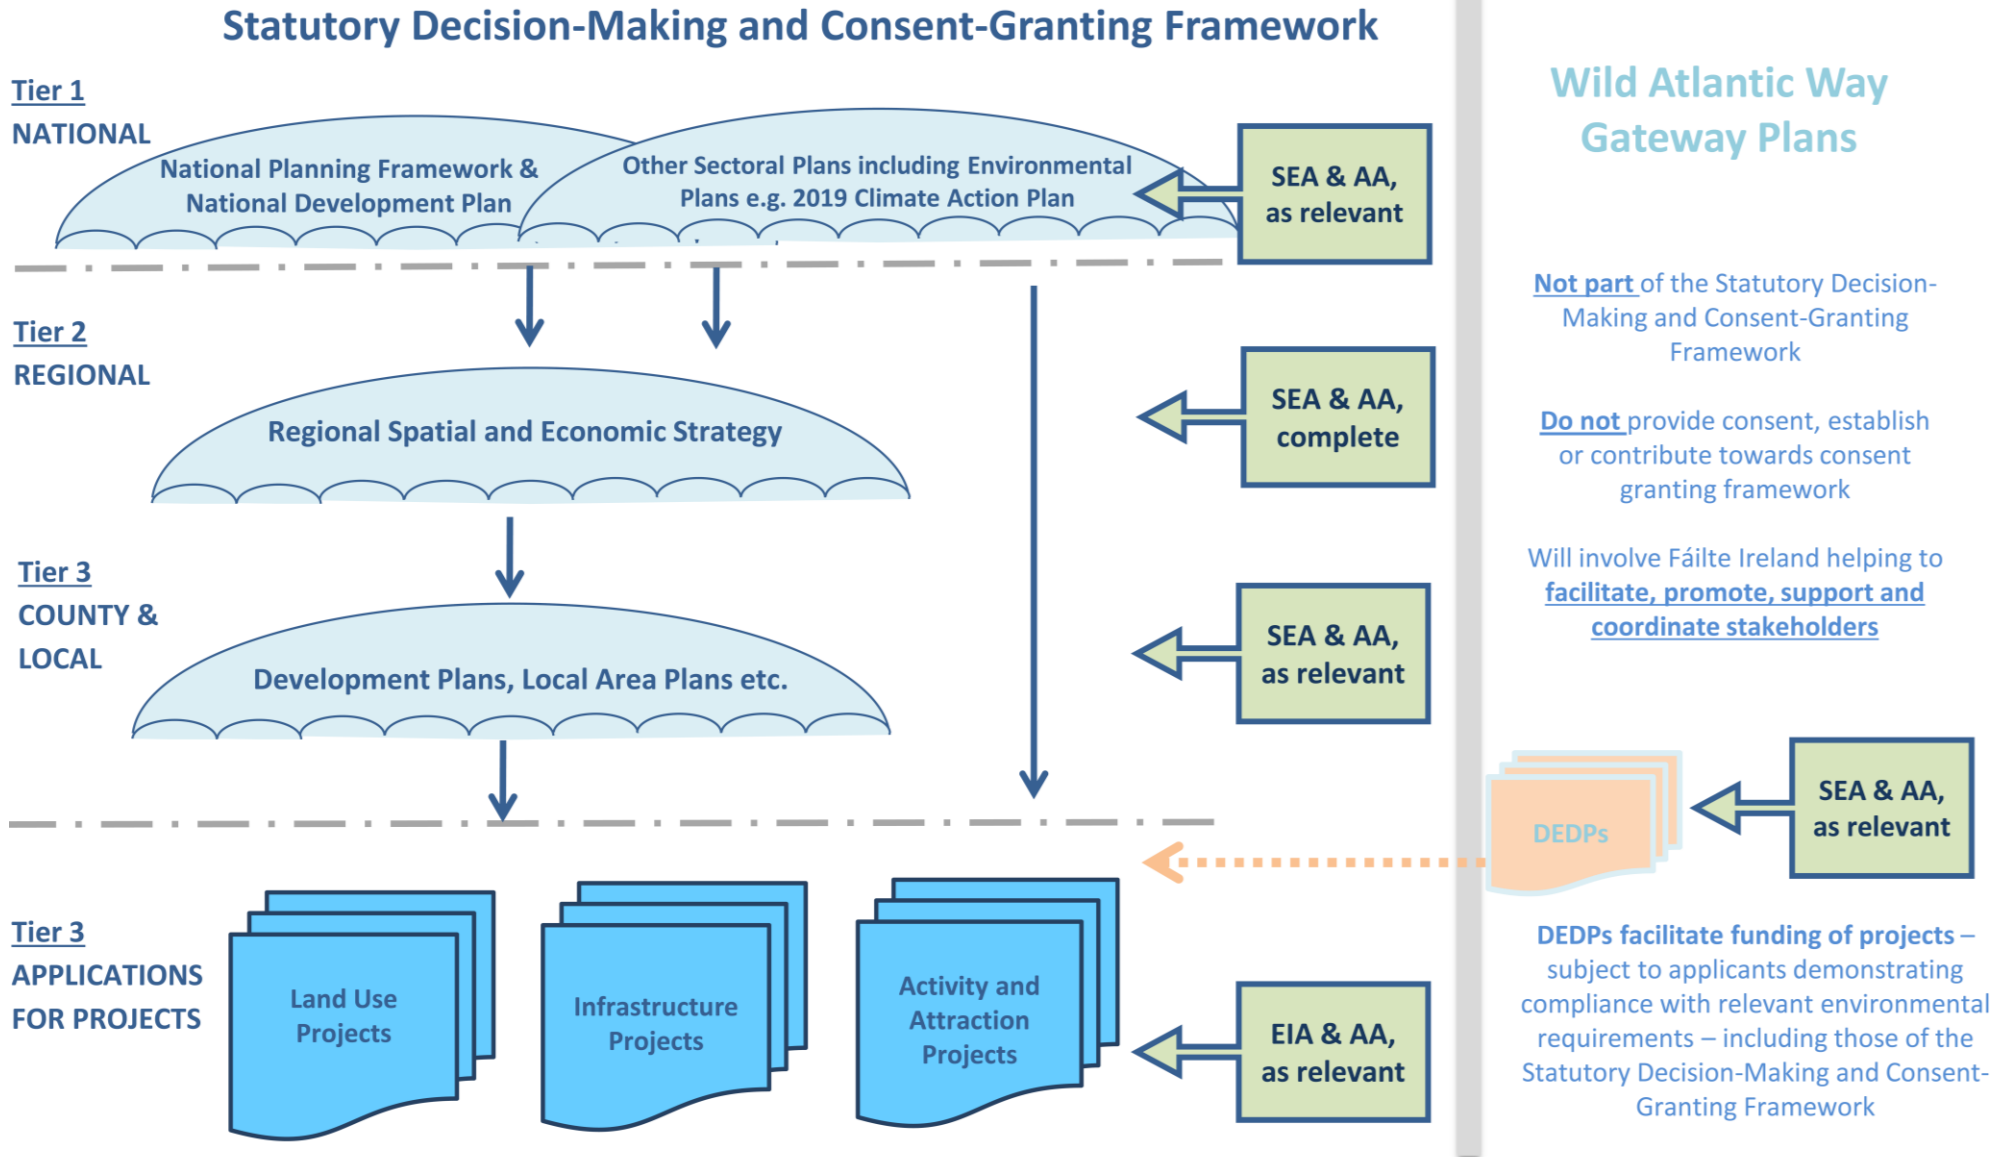 Statutory Decision-Making and Consent-Granting Framework
Tier 1
NATIONAL
National Planning Framework &
National Development Plan
Other Sectoral Plans including Environmental
Plans e.g. 2019 Climate Action Plan
SEA & AA,
as relevant
Tier 2
REGIONAL
Regional Spatial and Economic Strategy
SEA & AA,
complete
Tier 3
COUNTY &
LOCAL
Development Plans, Local Area Plans etc.
SEA & AA,
as relevant
Tier 3
APPLICATIONS
FOR PROJECTS
Land Use
Projects
Infrastructure
Projects
Activity and
Attraction
Projects
EIA & AA,
as relevant
Wild Atlantic Way
Gateway Plans
Not part of the Statutory Decision-
Making and Consent-Granting
Framework
Do not provide consent, establish
or contribute towards consent
granting framework
Will involve Fáilte Ireland helping to
facilitate, promote, support and
coordinate stakeholders
DEDPs
SEA & AA,
as relevant
DEDPs facilitate funding of projects –
subject to applicants demonstrating
compliance with relevant environmental
requirements – including those of the
Statutory Decision-Making and Consent-
Granting Framework